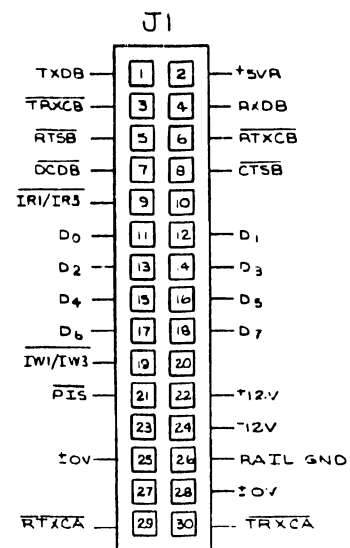 J1
TXDB 1 2 +5VR
TRXCB 3 4 RXDB
RTSB 5 6 RTXCB
DCDB 7 8 CTSB
IR1/IR3 9 10
D0 11 12 D1
D2 13 14 D3
D4 15 16 D5
D6 17 18 D7
IW1/IW3 19 20
PIS 21 22 +12V
23 24 -12V
±0V 25 26 RAIL GND
27 28 ±0V
RTXCA 29 30 TRXCA